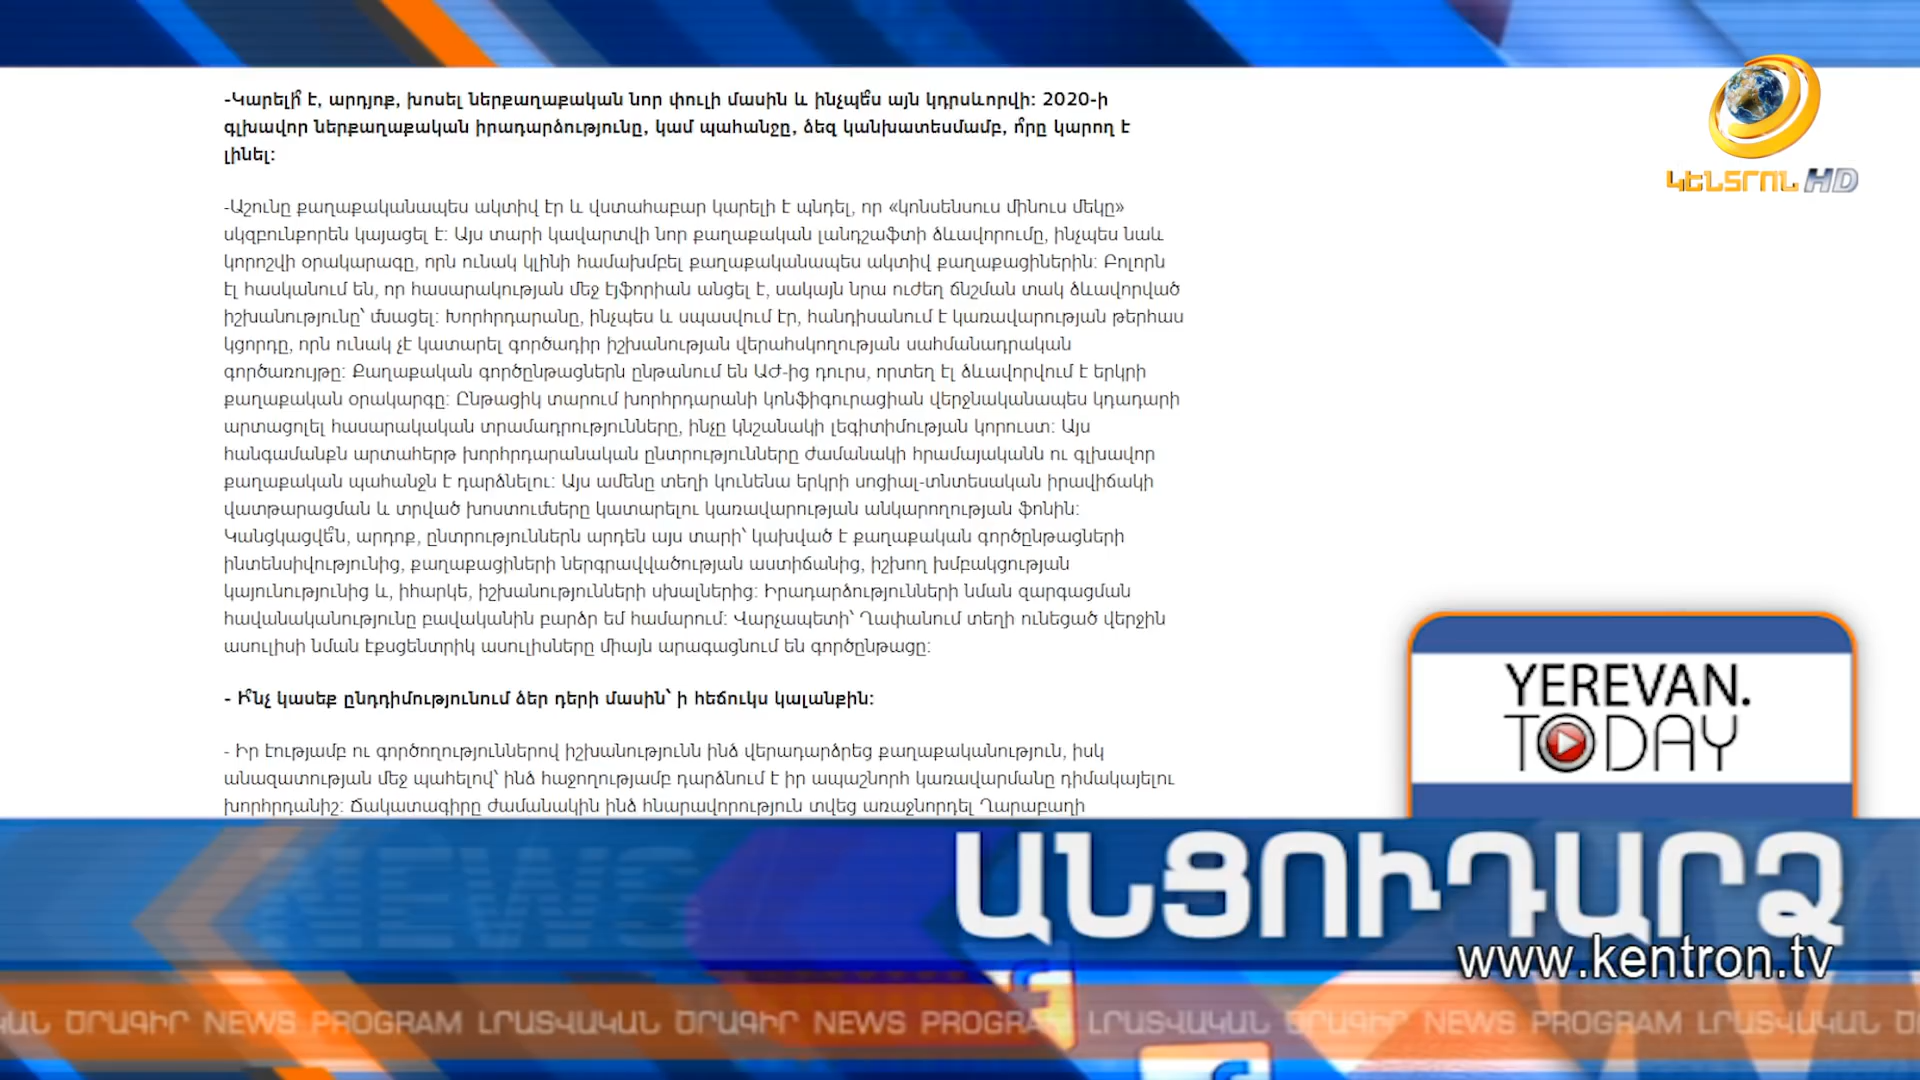 -Կարելի՞ է, արդյոք, խոսել ներքաղաքական նոր փուլի մասին և ինչպե՞ս այն կդրսևորվի։ 2020-ի
գլխավոր ներքաղաքական իրադարձությունը, կամ պահանջը, ձեզ կանխատեսմամբ, ո՞րը կարող է
լինել։
-Աշունը քաղաքականապես ակտիվ էր և վստահաբար կարելի է պնդել, որ «կոնսենսուս մինուս մեկը»
սկզբունքորեն կայացել է։ Այս տարի կավարտվի նոր քաղաքական լանդշաֆտի ձևավորումը, ինչպես նաև
կորոշվի օրակարագը, որն ունակ կլինի համախմբել քաղաքականապես ակտիվ քաղաքացիներին։ Բոլորն
էլ հասկանում են, որ հասարակության մեջ էյֆորիան անցել է, սակայն նրա ուժեղ ճնշման տակ ձևավորված
իշխանությունը՝ մնացել։ Խորհրդարանը, ինչպես և սպասվում էր, հանդիսանում է կառավարության թերհաս
կցորդը, որն ունակ չէ կատարել գործադիր իշխանության վերահսկողության սահմանադրական
գործառույթը։ Քաղաքական գործընթացներն ընթանում են ԱԺ-ից դուրս, որտեղ էլ ձևավորվում է երկրի
քաղաքական օրակարգը։ Ընթացիկ տարում խորհրդարանի կոնֆիգուրացիան վերջնականապես կդադարի
արտացոլել հասարակական տրամադրությունները, ինչը կնշանակի լեգիտիմության կորուստ։ Այս
հանգամանքն արտահերթ խորհրդարանական ընտրությունները ժամանակի հրամայականն ու գլխավոր
քաղաքական պահանջն է դարձնելու։ Այս ամենը տեղի կունենա երկրի սոցիալ-տնտեսական իրավիճակի
վատթարացման և տրված խոստումները կատարելու կառավարության անկարողության ֆոնին։
Կանցկացվե՞ն, արդոք, ընտրություններն արդեն այս տարի՝ կախված է քաղաքական գործընթացների
ինտենսիվությունից, քաղաքացիների ներգրավվածության աստիճանից, իշխող խմբակցության
կայունությունից և, իհարկե, իշխանությունների սխալներից։ Իրադարձությունների նման զարգացման
հավանականությունը բավականին բարձր եմ համարում։ Վարչապետի՝ Ղափանում տեղի ունեցած վերջին
ասուլիսի նման էքսցենտրիկ ասուլիսները միայն արագացնում են գործընթացը։
- Ի՞նչ կասեք ընդդիմությունում ձեր դերի մասին՝ ի հեճուկս կալանքին։
- Իր էությամբ ու գործողություններով իշխանությունն ինձ վերադարձրեց քաղաքականություն, իսկ
անազատության մեջ պահելով՝ ինձ հաջողությամբ դարձնում է իր ապաշնորհ կառավարմանը դիմակայելու
խորհրդանիշ։ Ճակատագիրը ժամանակին ինձ հնարավորություն տվեց առաջնորդել Ղարաբաղի
ԿԵՆՏՐՈՆ HD
YEREVAN.
TODAY
NEWS
ԱՆՑՈՒԴԱՐՁ
www.kentron.tv
ԿԱՆ ԾՐԱԳԻՐ NEWS PROGRAM ԼՐԱՏՎԱԿԱՆ ԾՐԱԳԻՐ NEWS PROGRAM ԼՐԱՏՎԱԿԱՆ ԾՐԱԳԻՐ NEWS PROGRAM ԼՐԱՏՎԱԿԱՆ Ծ